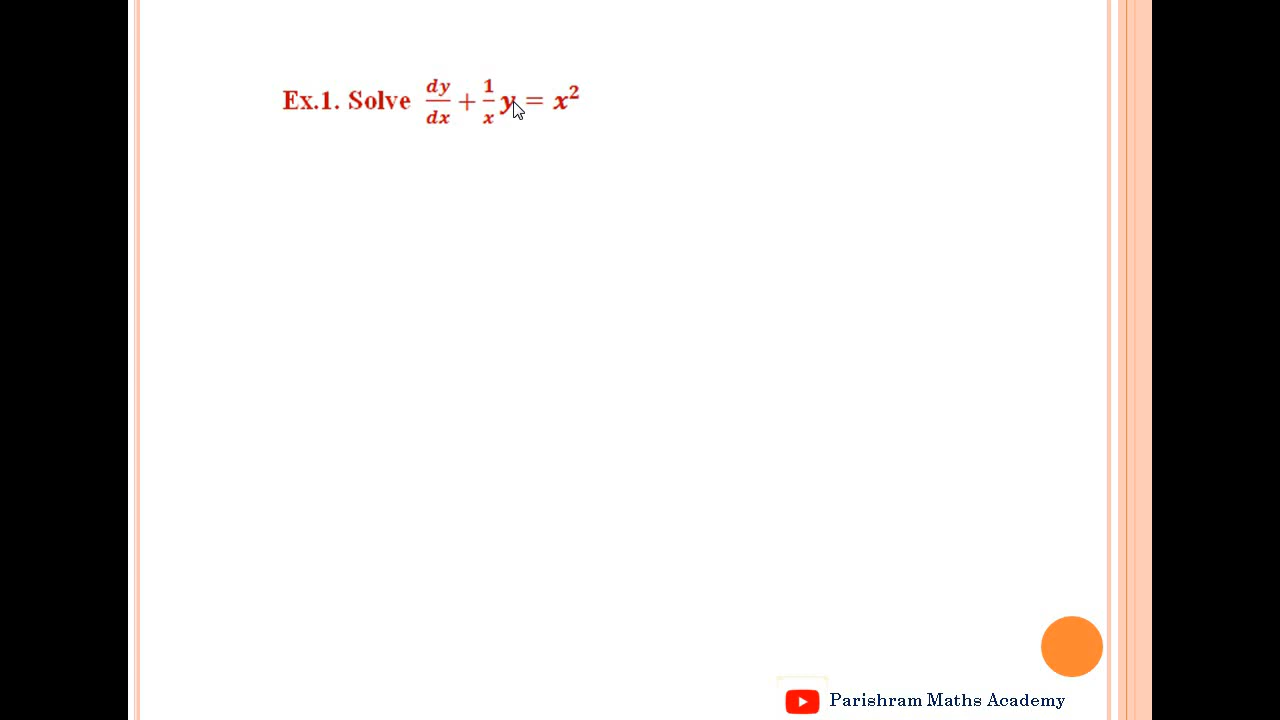 Ex.1. Solve dy/dx + 1/x y = x²
Parishram Maths Academy